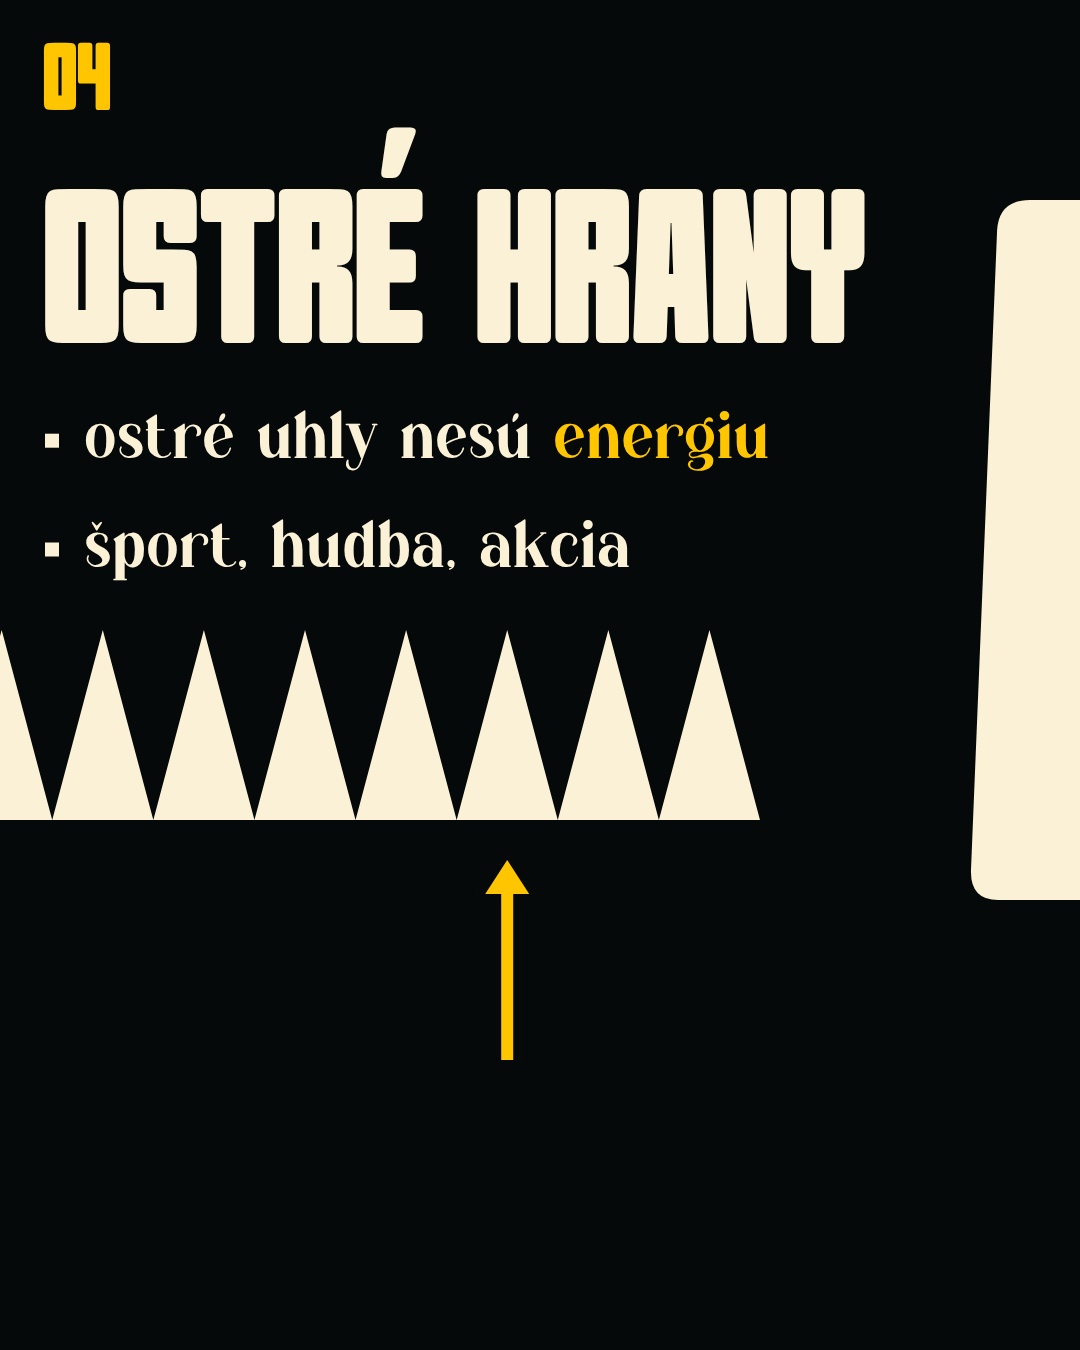 04
OSTRÉ HRANY
▪ ostré uhly nesú energiu
▪ šport, hudba, akcia